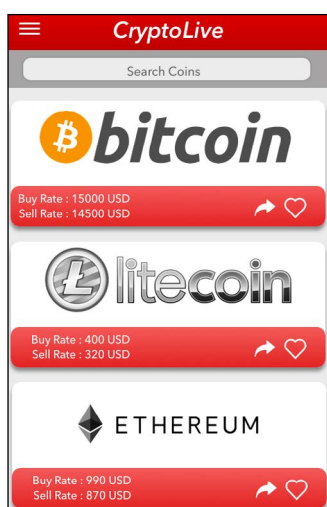 CryptoLive
Search Coins
bitcoin
Buy Rate : 15000 USD
Sell Rate : 14500 USD
litecoin
Buy Rate : 400 USD
Sell Rate : 320 USD
ETHEREUM
Buy Rate : 990 USD
Sell Rate : 870 USD